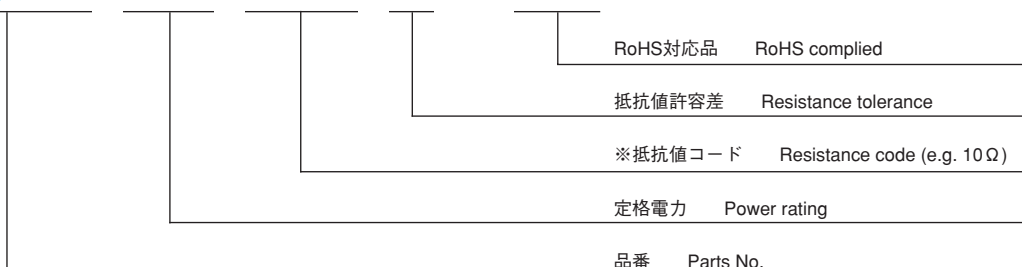 RoHS対応品 RoHS complied
抵抗値許容差 Resistance tolerance
※抵抗値コード Resistance code (e.g. 10Ω)
定格電力 Power rating
品番 Parts No.